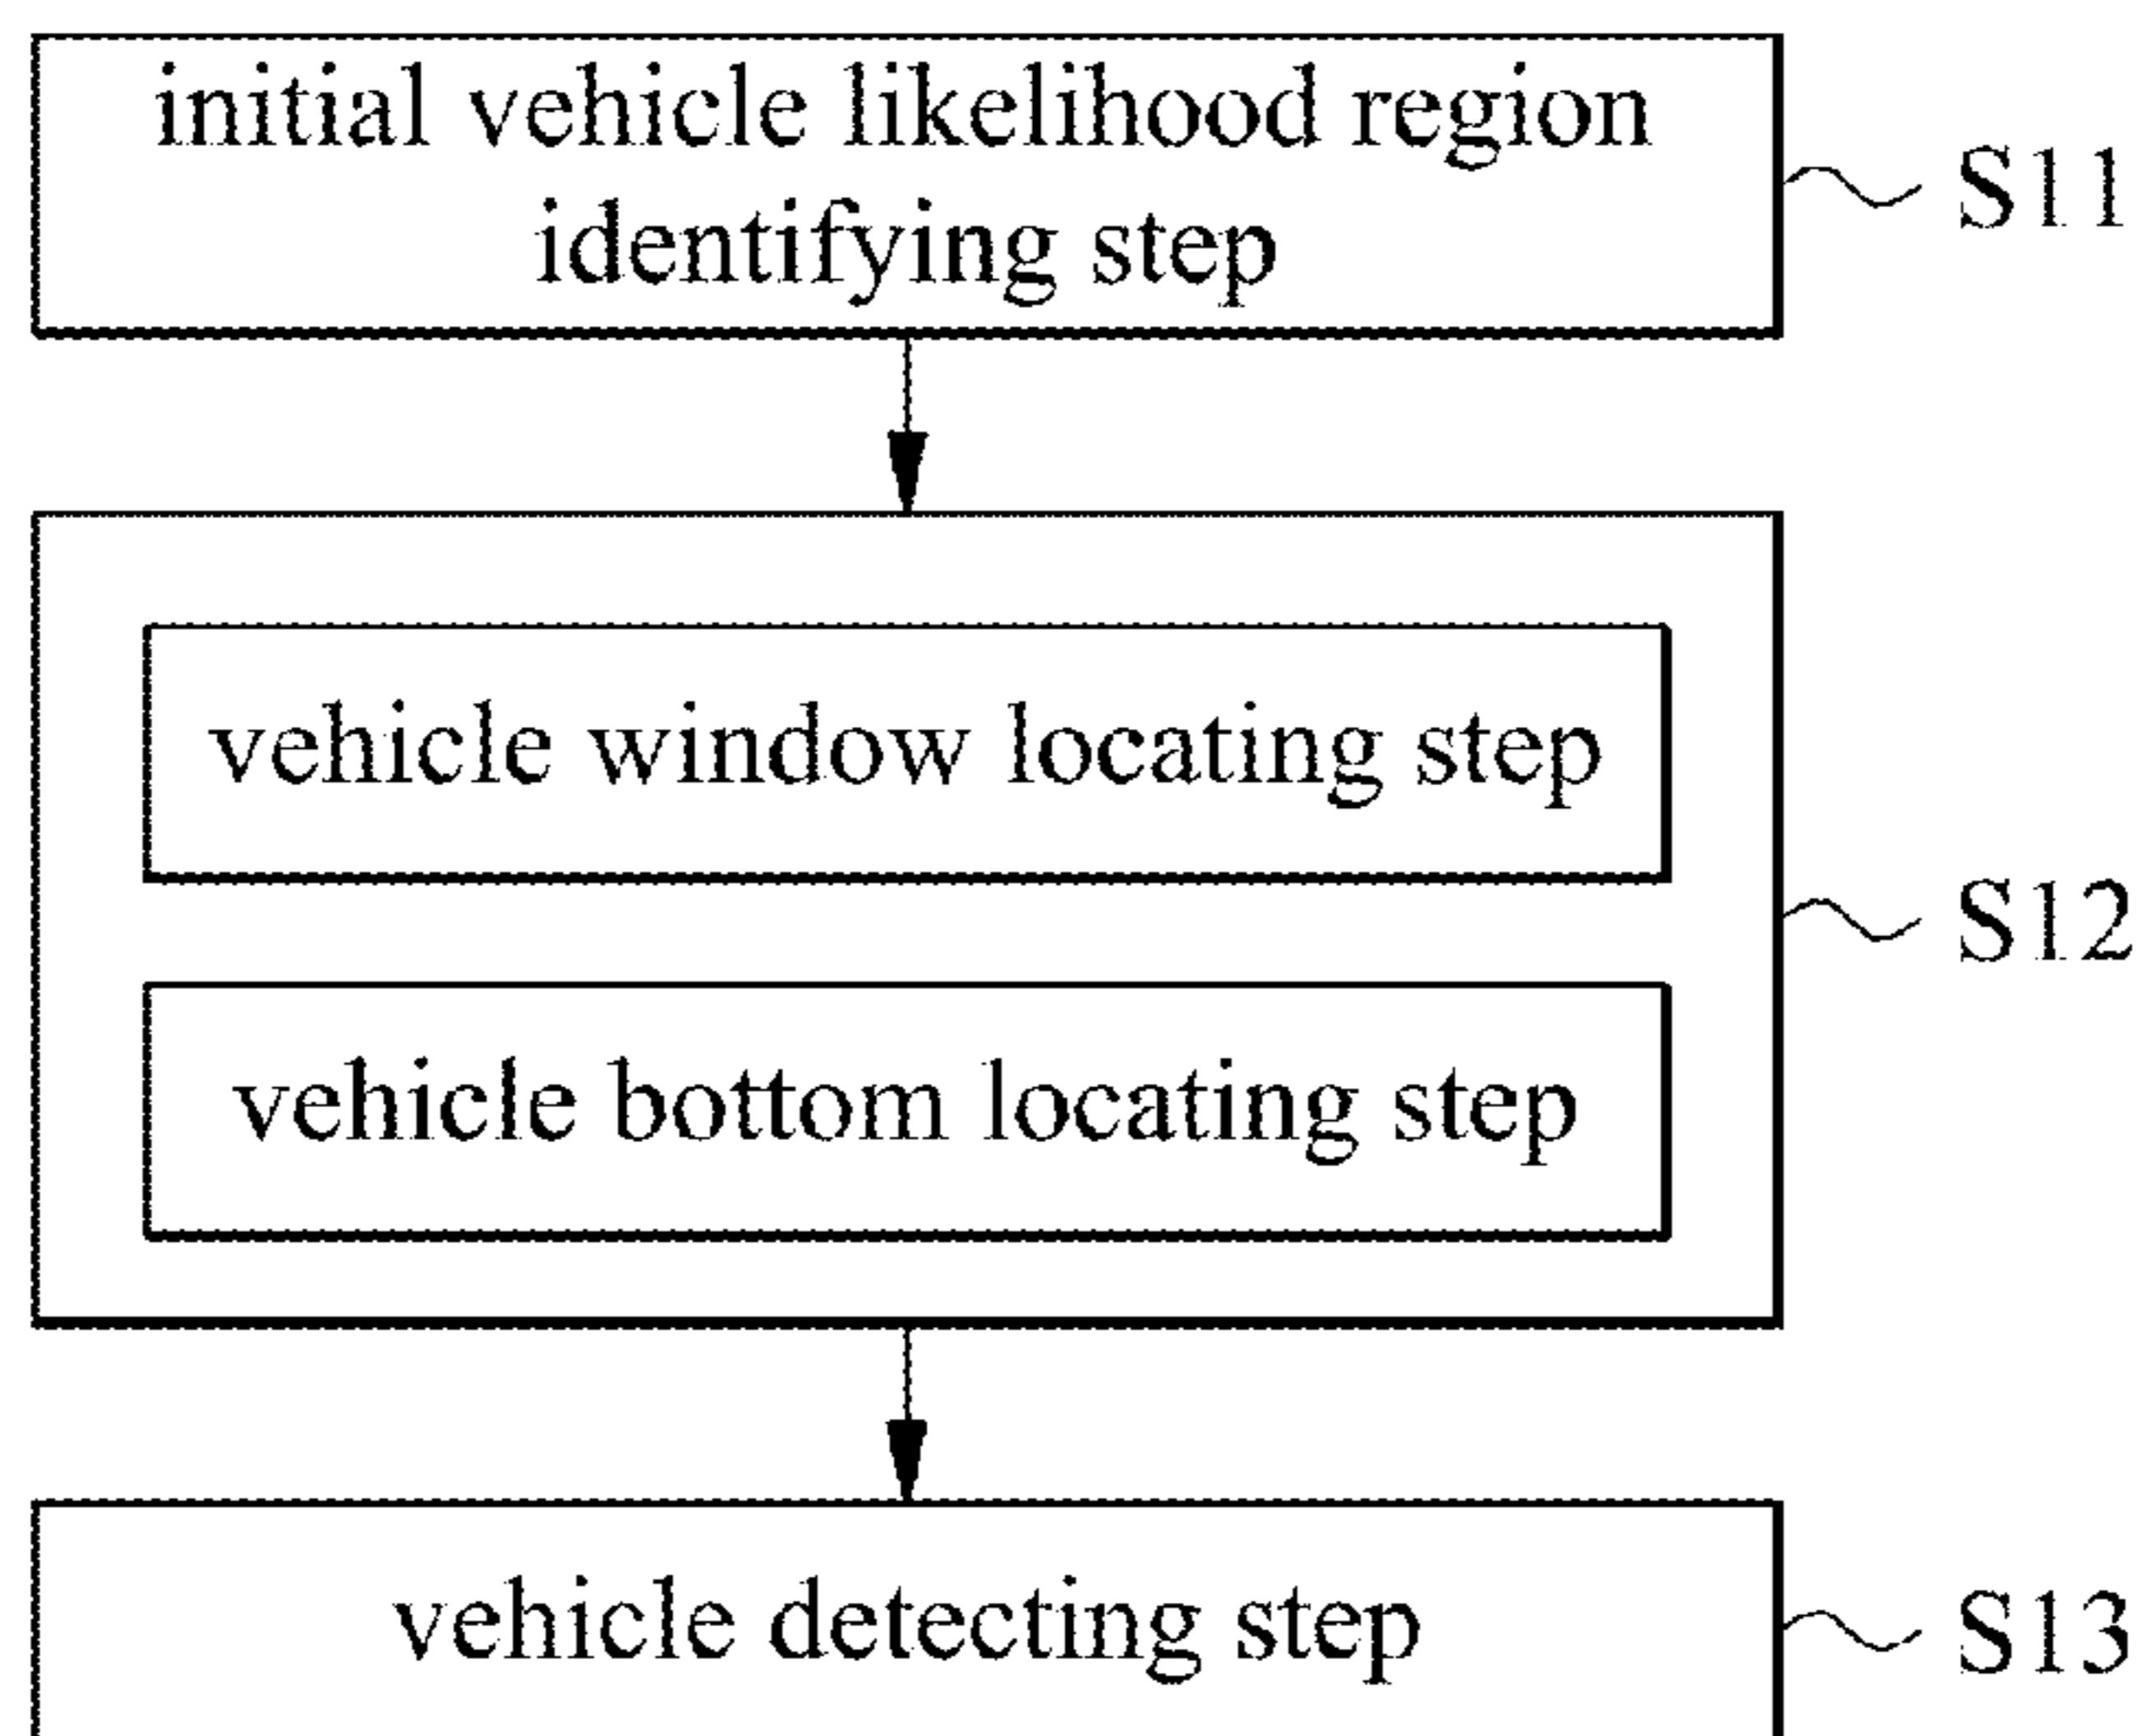 initial vehicle likelihood region
identifying step
S11
vehicle window locating step
S12
vehicle bottom locating step
vehicle detecting step
S13